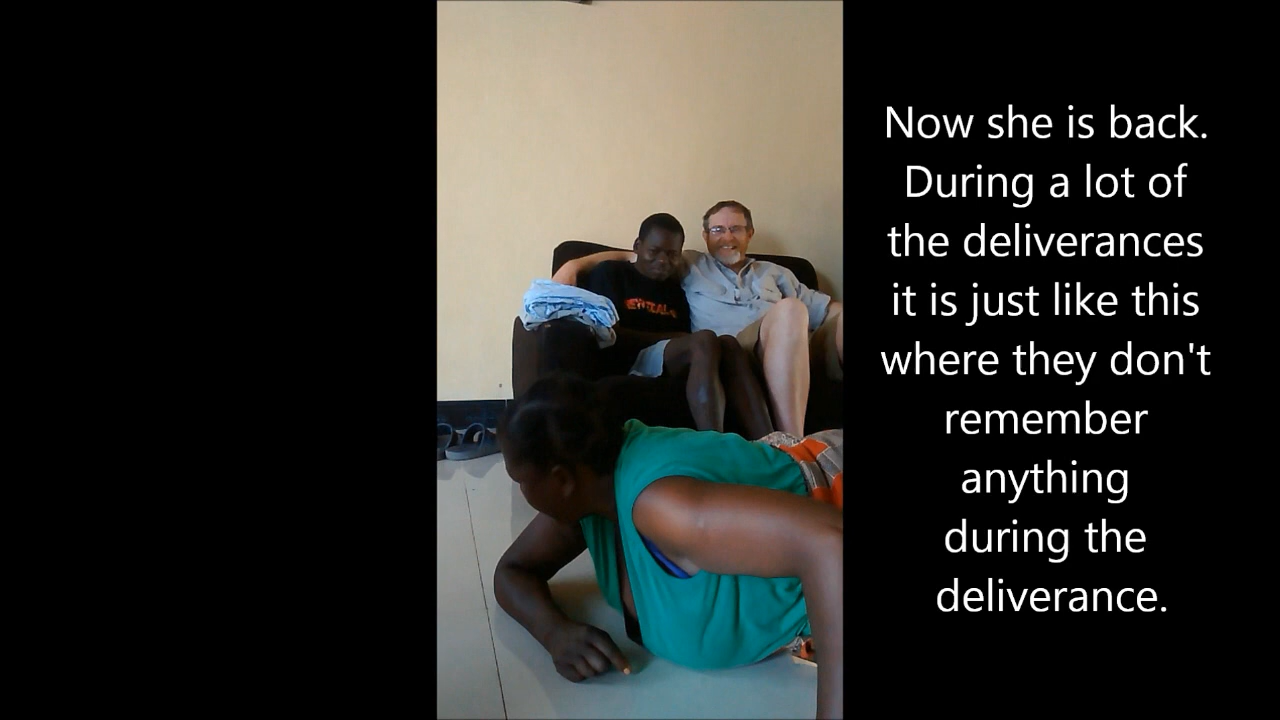 Now she is back.
During a lot of
the deliverances
it is just like this
where they don't
remember
anything
during the
deliverance.